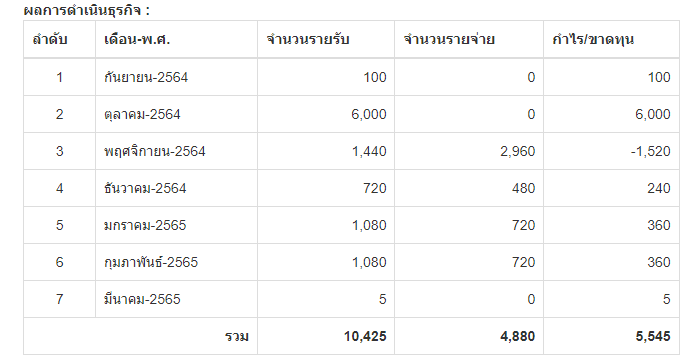 ผลการดำเนินธุรกิจ :
ลำดับ เดือน-พ.ศ. จำนวนรายรับ จำนวนรายจ่าย กำไร/ขาดทุน
1 กันยายน-2564 100 0 100
2 ตุลาคม-2564 6,000 0 6,000
3 พฤศจิกายน-2564 1,440 2,960 -1,520
4 ธันวาคม-2564 720 480 240
5 มกราคม-2565 1,080 720 360
6 กุมภาพันธ์-2565 1,080 720 360
7 มีนาคม-2565 5 0 5
รวม 10,425 4,880 5,545